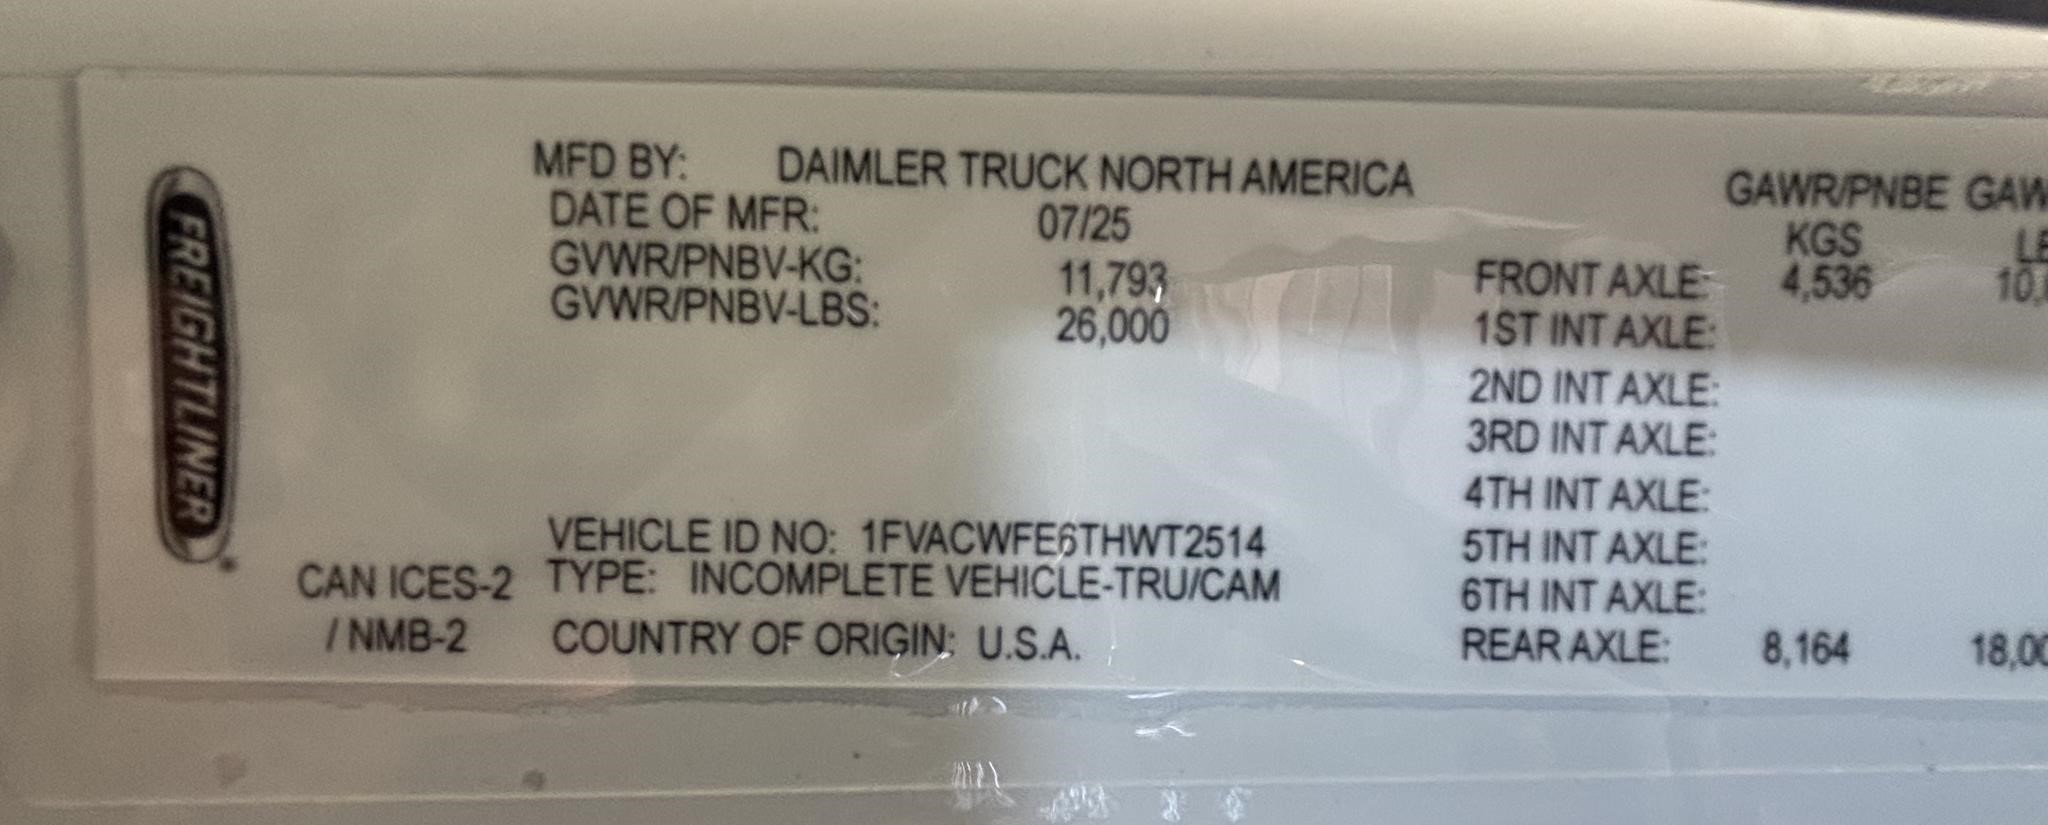 FREIGHTLINER
MFD BY: DAIMLER TRUCK NORTH AMERICA
DATE OF MFR: 07/25
GVWR/PNBV-KG: 11,793
GVWR/PNBV-LBS: 26,000
VEHICLE ID NO: 1FVACWFE6THWT2514
CAN ICES-2 TYPE: INCOMPLETE VEHICLE-TRU/CAM
/ NMB-2 COUNTRY OF ORIGIN: U.S.A.
GAWR/PNBE GAW
KGS
FRONT AXLE: 4,536
1ST INT AXLE:
2ND INT AXLE:
3RD INT AXLE:
4TH INT AXLE:
5TH INT AXLE:
6TH INT AXLE:
REAR AXLE: 8,164 18,00